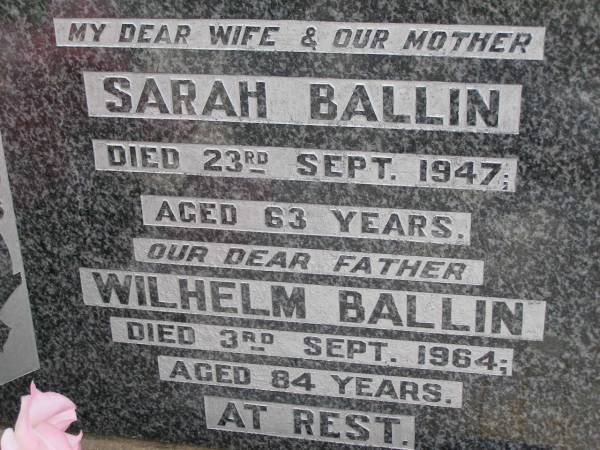 MY DEAR WIFE & OUR MOTHER
SARAH BALLIN
DIED 23RD SEPT. 1947;
AGED 63 YEARS.
OUR DEAR FATHER
WILHELM BALLIN
DIED 3RD SEPT. 1964;
AGED 84 YEARS.
AT REST.